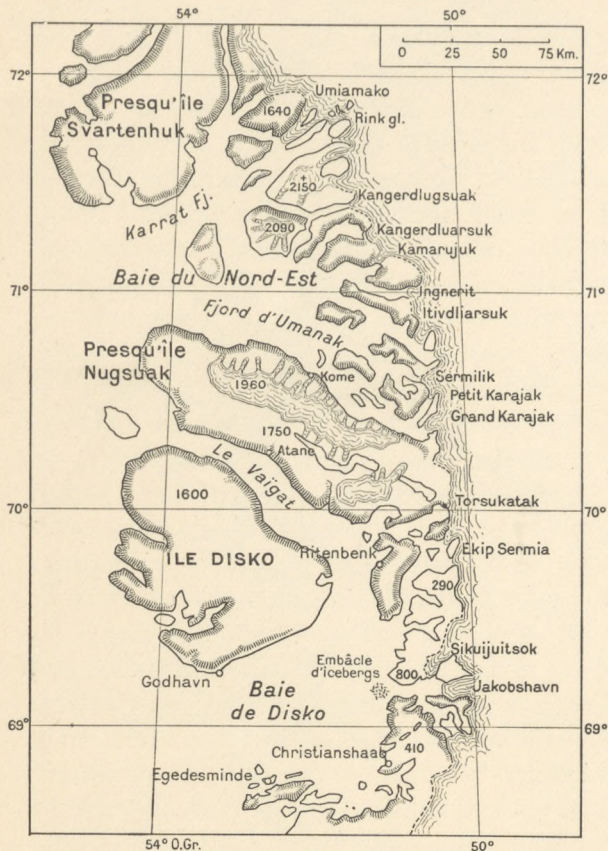 54°
50°
0 25 50 75 Km.
72°
72°
Umiamako
Presqu'île
Svartenhuk
1640
Rink gl.
2150
Kangerdlugsuak
Karrat Fj.
2090
Kangerdluarsuk
Kamarujuk
Baie du Nord-Est
71°
71°
Ingnerit
Itivdliarsuk
Fjord d'Umanak
Presqu'île
Nugsuak
1960
Kome
Sermilik
Petit Karajak
Grand Karajak
1750
Atane
Le Vaïgat
1600
70°
70°
Torsukatak
ILE DISKO
Ritenbenk
Ekip Sermia
290
Sikuijuitsok
Embâcle
d'icebergs
800
Jakobshavn
Godhavn
Baie
de Disko
69°
69°
Christianshaab
410
Egedesminde
54° O.Gr.
50°